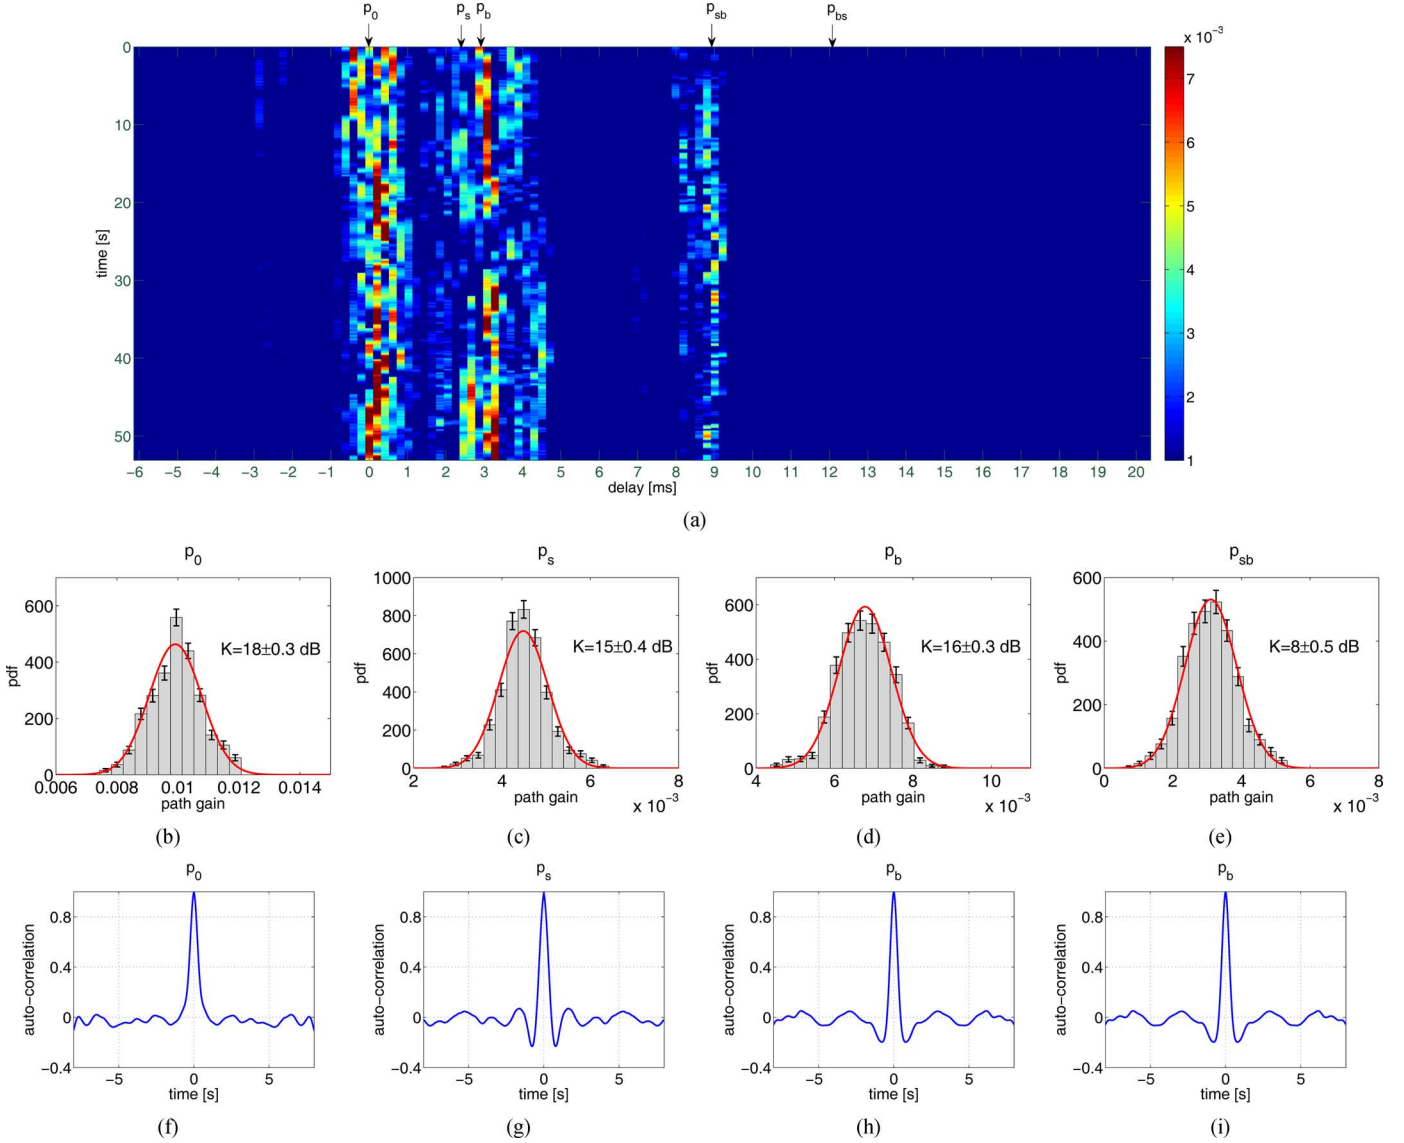 p0 ps pb psb pbs
x 10^-3
0
10
20
30
40
50
time [s]
7
6
5
4
3
2
1
−6 −5 −4 −3 −2 −1 0 1 2 3 4 5 6 7 8 9 10 11 12 13 14 15 16 17 18 19 20
delay [ms]
(a)
p0
600
400
200
0
pdf
K=18±0.3 dB
0.006 0.008 0.01 0.012 0.014
path gain
(b)
ps
1000
800
600
400
200
0
pdf
K=15±0.4 dB
2 4 6 8
path gain
x 10^-3
(c)
pb
600
400
200
0
pdf
K=16±0.3 dB
4 6 8 10
path gain
x 10^-3
(d)
psb
600
400
200
0
pdf
K=8±0.5 dB
0 2 4 6 8
path gain
x 10^-3
(e)
p0
0.8
0.4
0
−0.4
auto-correlation
−5 0 5
time [s]
(f)
ps
0.8
0.4
0
−0.4
auto-correlation
−5 0 5
time [s]
(g)
pb
0.8
0.4
0
−0.4
auto-correlation
−5 0 5
time [s]
(h)
pb
0.8
0.4
0
−0.4
auto-correlation
−5 0 5
time [s]
(i)